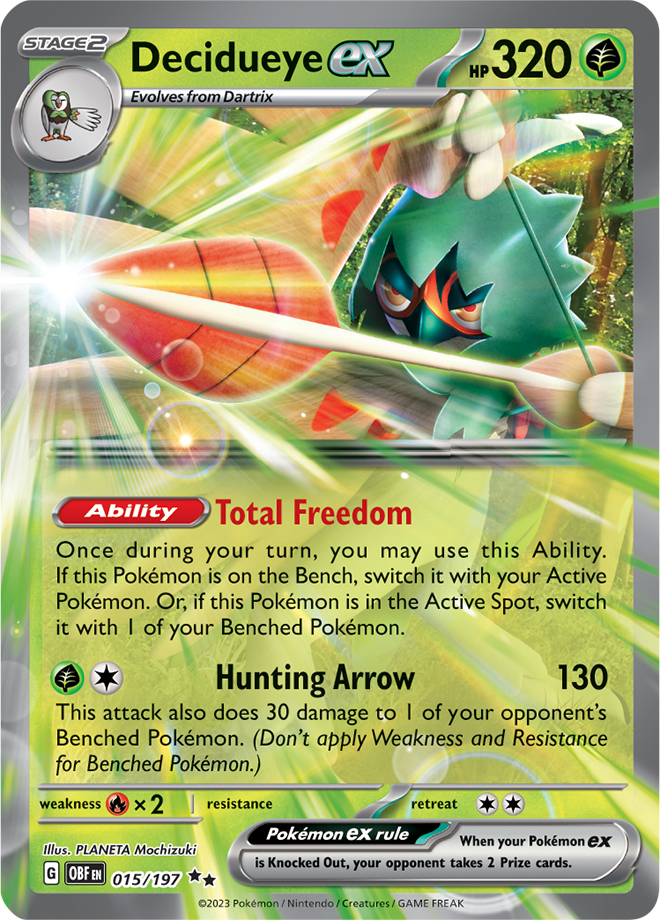 STAGE2
Decidueye ex HP 320
Evolves from Dartrix
Ability Total Freedom
Once during your turn, you may use this Ability.
If this Pokémon is on the Bench, switch it with your Active
Pokémon. Or, if this Pokémon is in the Active Spot, switch
it with 1 of your Benched Pokémon.
Hunting Arrow 130
This attack also does 30 damage to 1 of your opponent's
Benched Pokémon. (Don't apply Weakness and Resistance
for Benched Pokémon.)
weakness ×2 resistance retreat
Pokémon ex rule When your Pokémon ex
is Knocked Out, your opponent takes 2 Prize cards.
Illus. PLANETA Mochizuki
G OBF EN 015/197 ★★
©2023 Pokémon / Nintendo / Creatures / GAME FREAK